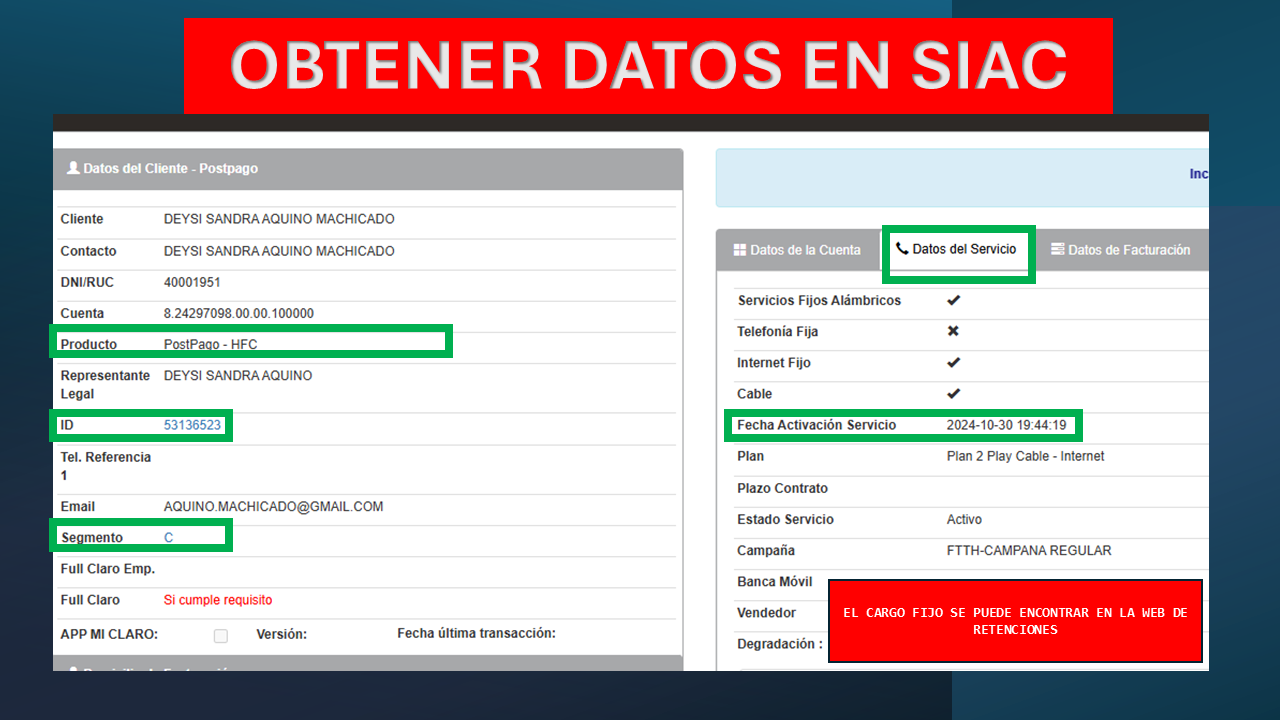 OBTENER DATOS EN SIAC
Datos del Cliente - Postpago
Cliente DEYSI SANDRA AQUINO MACHICADO
Contacto DEYSI SANDRA AQUINO MACHICADO
DNI/RUC 40001951
Cuenta 8.24297098.00.00.100000
Producto PostPago - HFC
Representante DEYSI SANDRA AQUINO
Legal
ID 53136523
Tel. Referencia
1
Email AQUINO.MACHICADO@GMAIL.COM
Segmento C
Full Claro Emp.
Full Claro Si cumple requisito
APP MI CLARO: Versión: Fecha última transacción:
Inc
Datos de la Cuenta Datos del Servicio Datos de Facturación
Servicios Fijos Alámbricos ✔
Telefonía Fija ✖
Internet Fijo ✔
Cable ✔
Fecha Activación Servicio 2024-10-30 19:44:19
Plan Plan 2 Play Cable - Internet
Plazo Contrato
Estado Servicio Activo
Campaña FTTH-CAMPANA REGULAR
Banca Móvil
Vendedor
Degradación :
EL CARGO FIJO SE PUEDE ENCONTRAR EN LA WEB DE
RETENCIONES